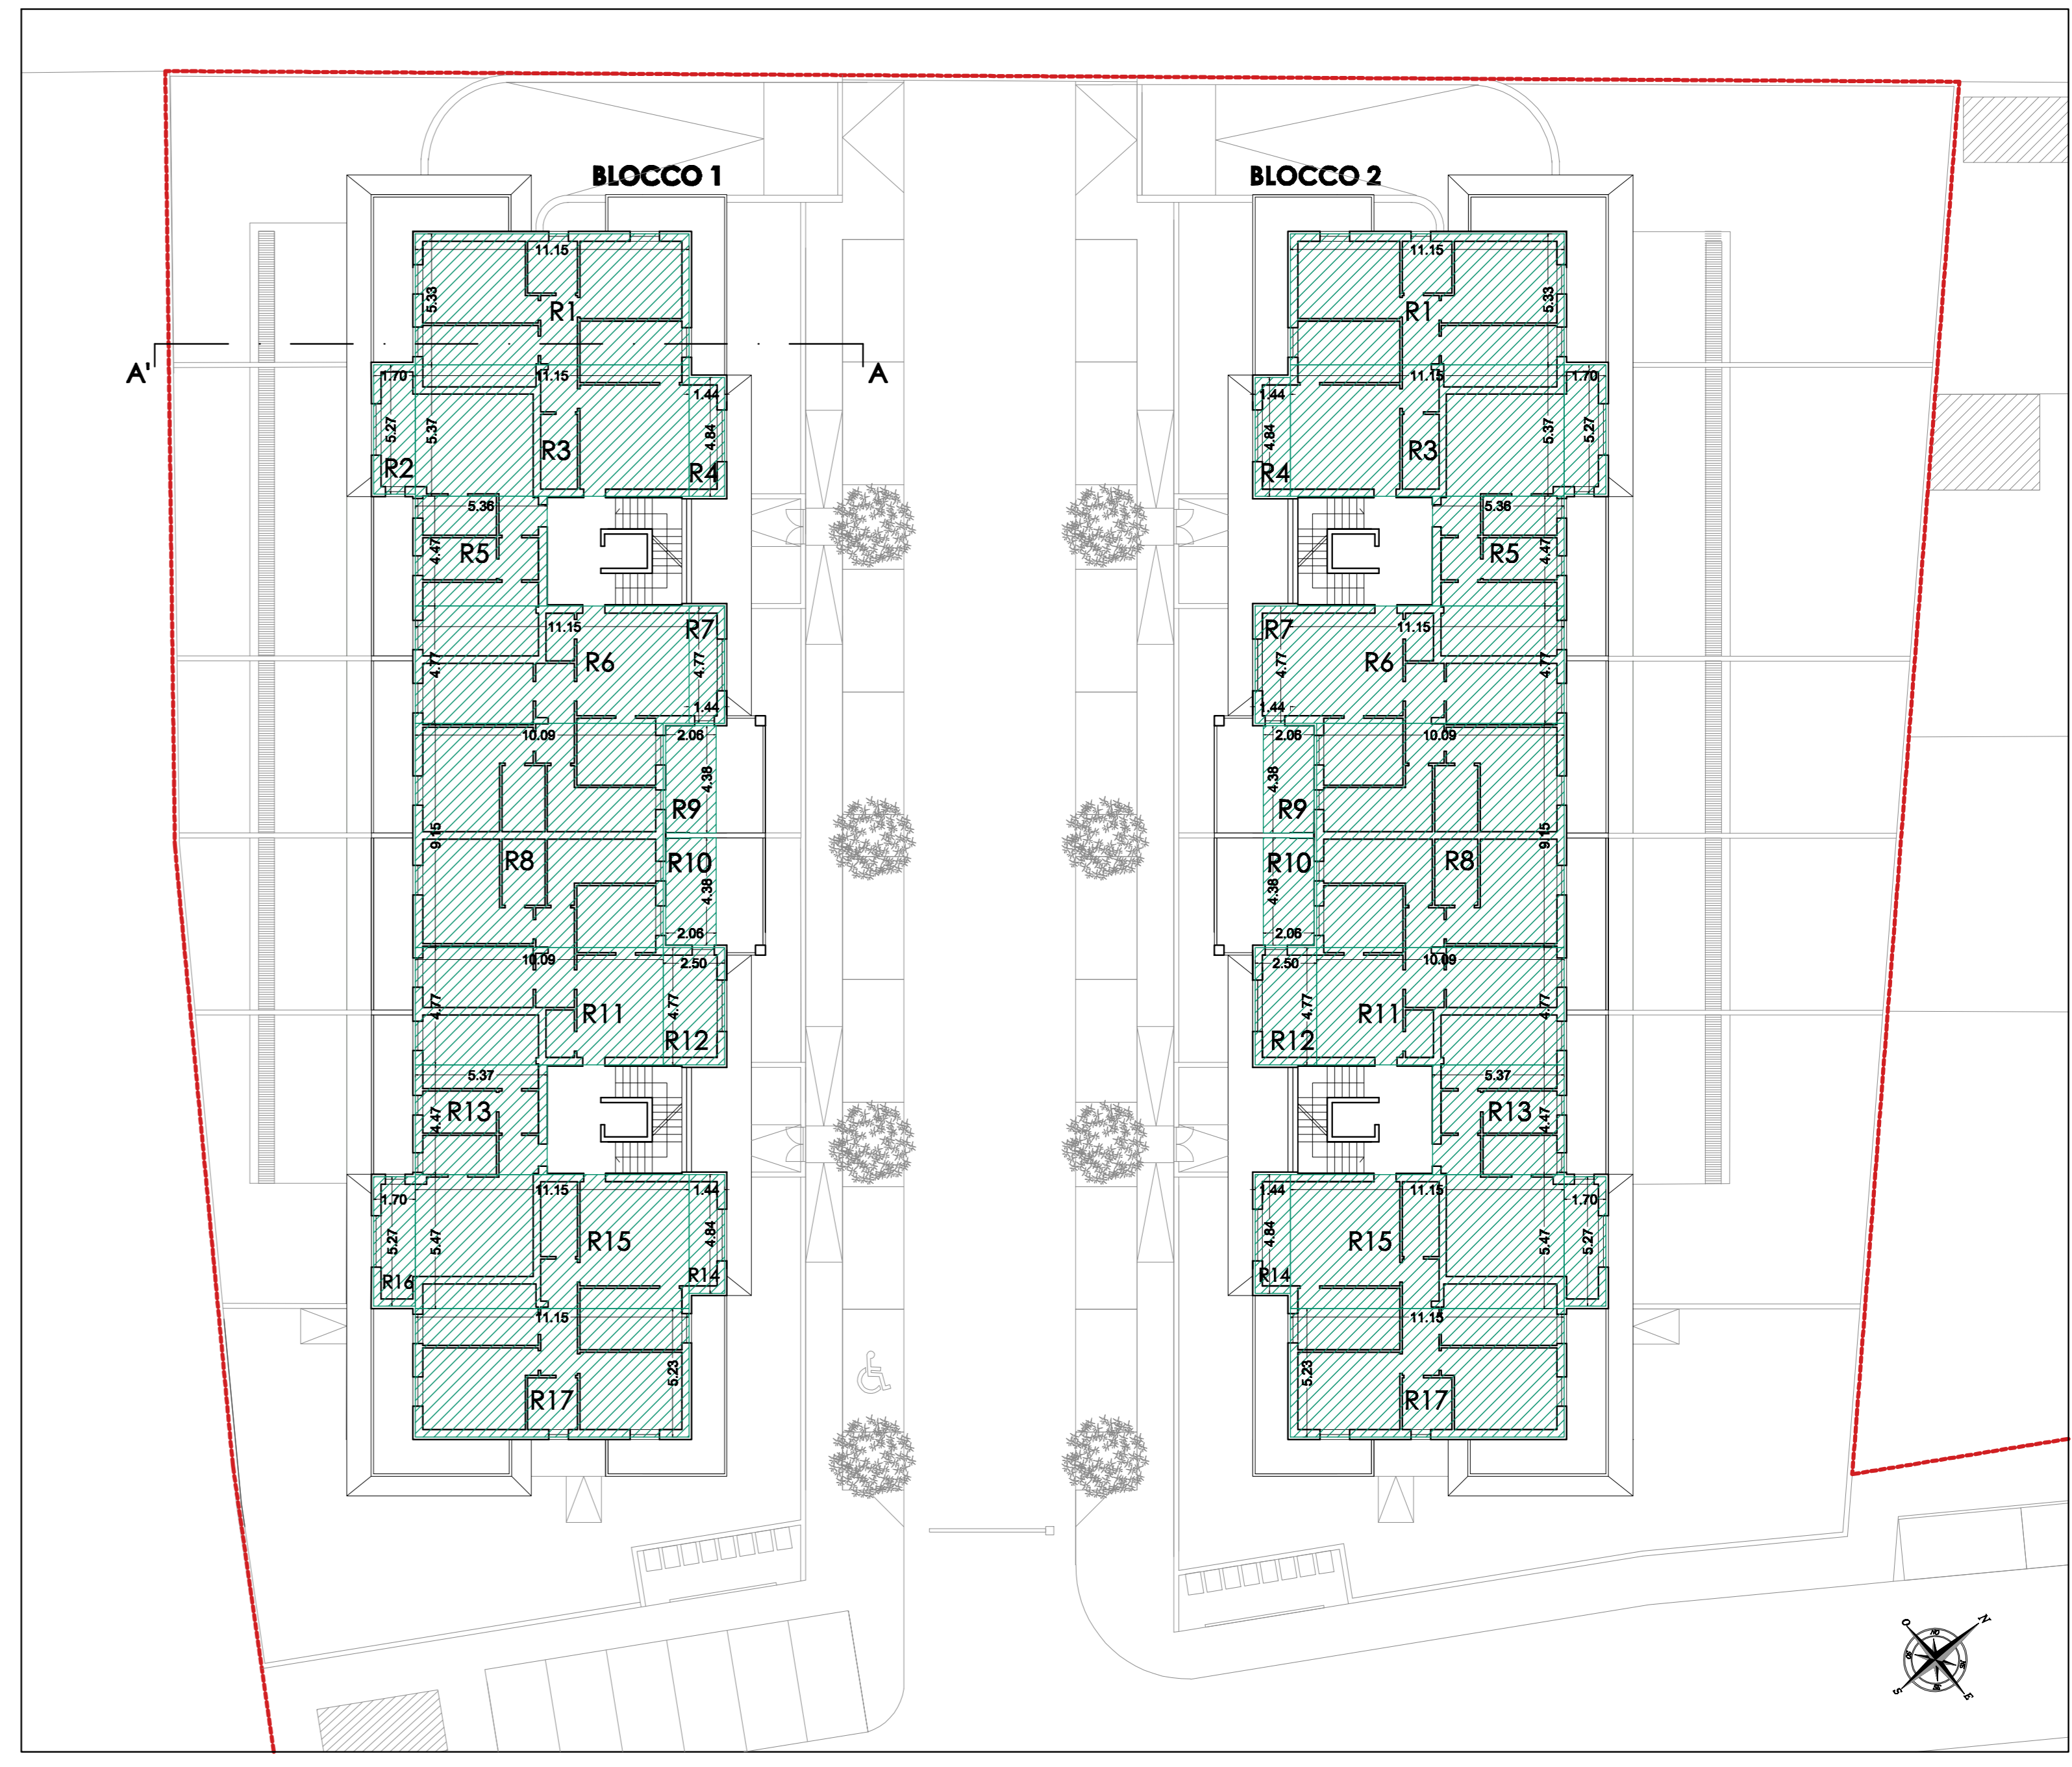 BLOCCO 1
BLOCCO 2
11.15
5.33
R1
11.15
5.33
R1
A'
A
1.70
11.15
1.44
5.27
5.37
4.84
R2
R3
R4
1.44
11.15
1.70
4.84
5.37
5.27
R4
R3
5.36
4.47
R5
5.36
4.47
R5
11.15
R7
R6
4.77
4.77
1.44
R7
11.15
R6
4.77
4.77
1.44
10.09
2.06
4.38
R9
9.15
R8
R10
4.38
2.06
2.06
10.09
4.38
R9
9.15
R10
R8
4.38
2.06
10.09
2.50
4.77
R11
4.77
R12
2.50
10.09
4.77
R11
4.77
R12
5.37
R13
4.47
5.37
R13
4.47
1.70
11.15
1.44
5.27
5.47
R15
4.84
R16
R14
1.44
11.15
1.70
4.84
R15
5.47
5.27
R14
11.15
5.23
R17
11.15
5.23
R17
O
N
NO
SO
NE
SE
S
E